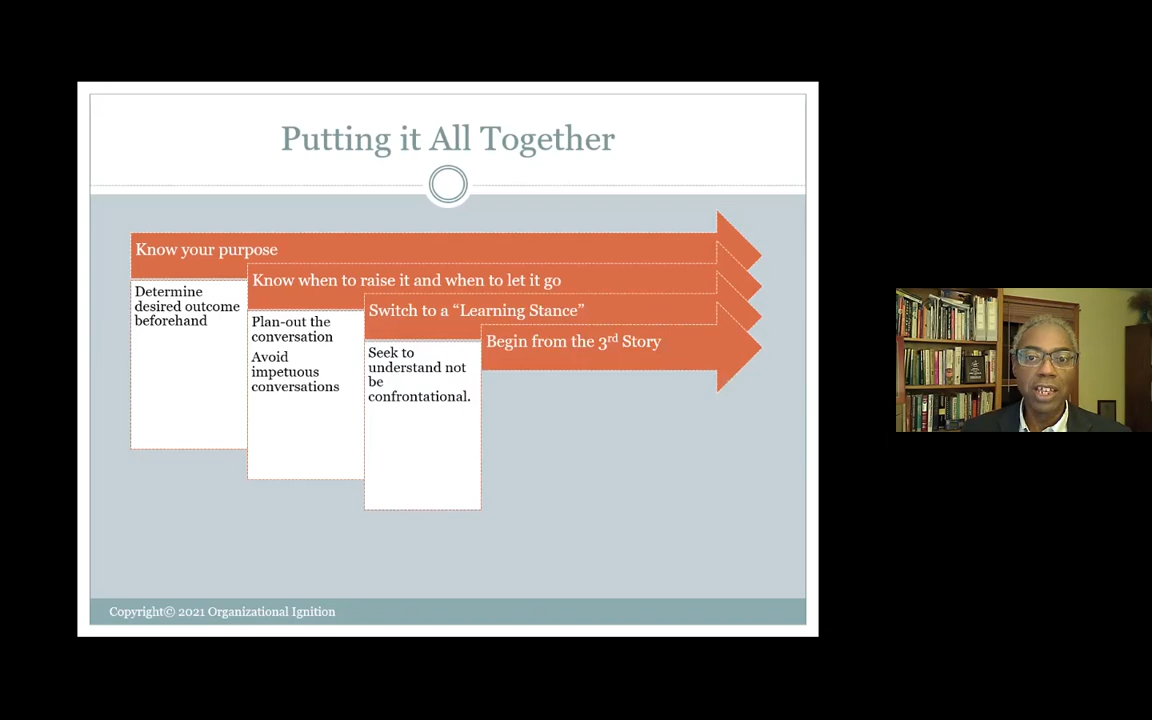 Putting it All Together
Know your purpose
Determine
desired outcome
beforehand
Know when to raise it and when to let it go
Plan-out the
conversation
Avoid
impetuous
conversations
Switch to a “Learning Stance”
Seek to
understand not
be
confrontational.
Begin from the 3rd Story
Copyright© 2021 Organizational Ignition